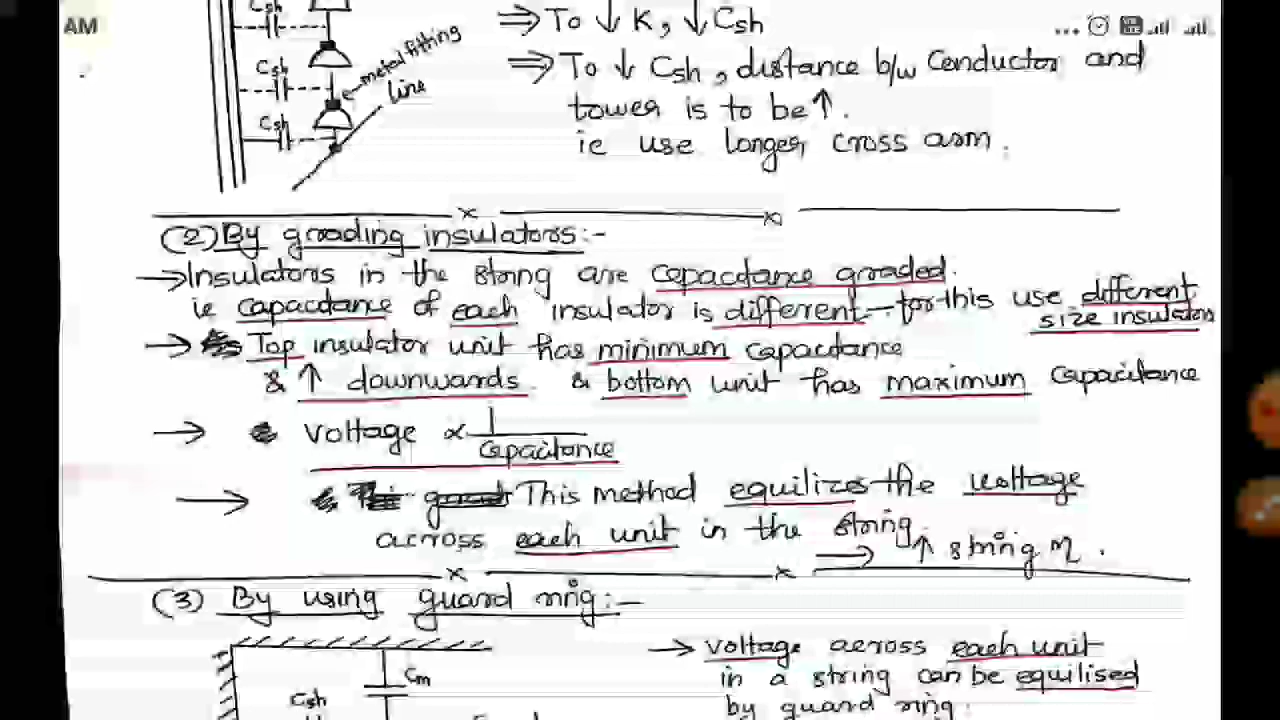 AM
Csh
⇒ To ↓ K, ↓ Csh
metal fitting
Csh
line
⇒ To ↓ Csh, distance b/w Conductor and
tower is to be ↑.
Csh
ie use longer cross arm.
(2) By grading insulators:-
→ Insulators in the string are capacitance graded.
ie capacitance of each insulator is different – for this use different
size insulators
→ Top insulator unit has minimum capacitance
& ↑ downwards. & bottom unit has maximum capacitance
→ voltage ∝ 1
capacitance
→ This method equilizes the voltage
across each unit in the string
⇒ ↑ string η.
(3) By using guard ring:-
→ voltage across each unit
in a string can be equilised
by guard ring.
Cm
Csh